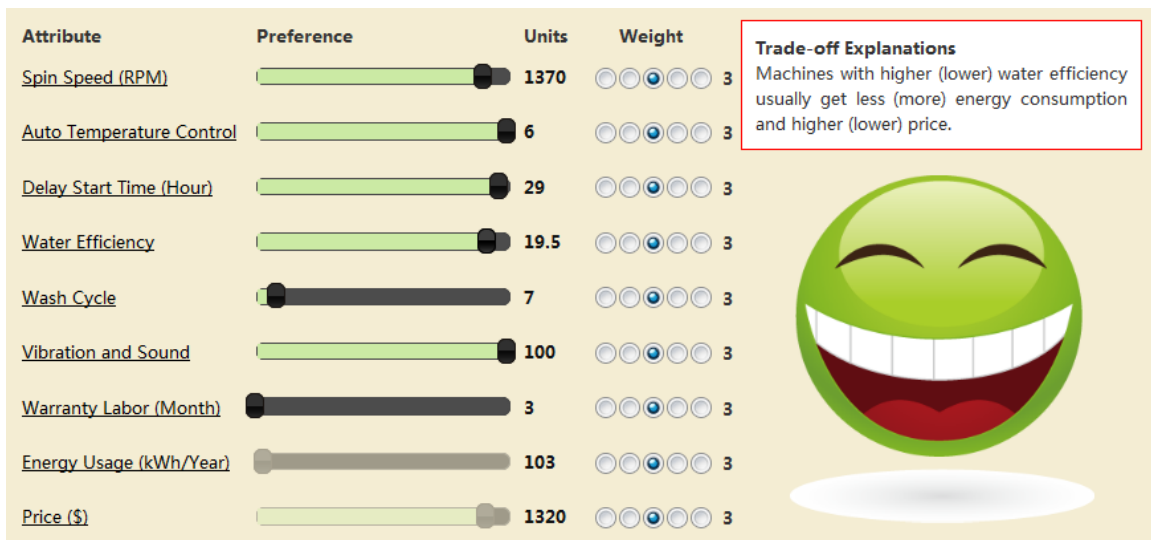 Attribute Preference Units Weight
Spin Speed (RPM) 1370 3
Auto Temperature Control 6 3
Delay Start Time (Hour) 29 3
Water Efficiency 19.5 3
Wash Cycle 7 3
Vibration and Sound 100 3
Warranty Labor (Month) 3 3
Energy Usage (kWh/Year) 103 3
Price ($) 1320 3
Trade-off Explanations
Machines with higher (lower) water efficiency
usually get less (more) energy consumption
and higher (lower) price.